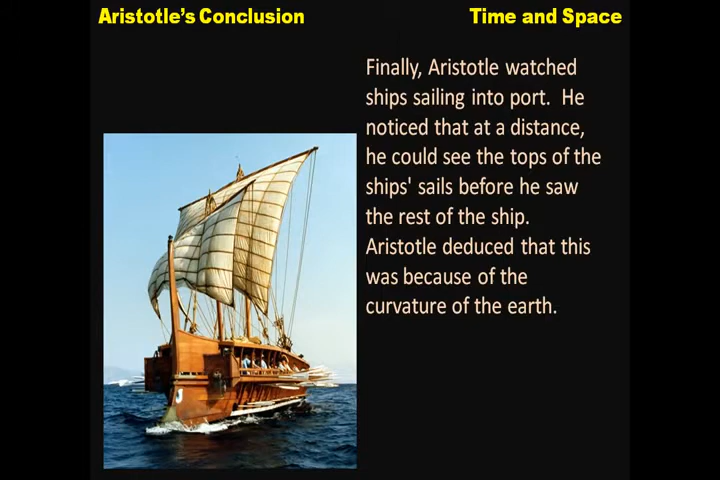 Aristotle's Conclusion
Time and Space
Finally, Aristotle watched
ships sailing into port.  He
noticed that at a distance,
he could see the tops of the
ships' sails before he saw
the rest of the ship.
Aristotle deduced that this
was because of the
curvature of the earth.